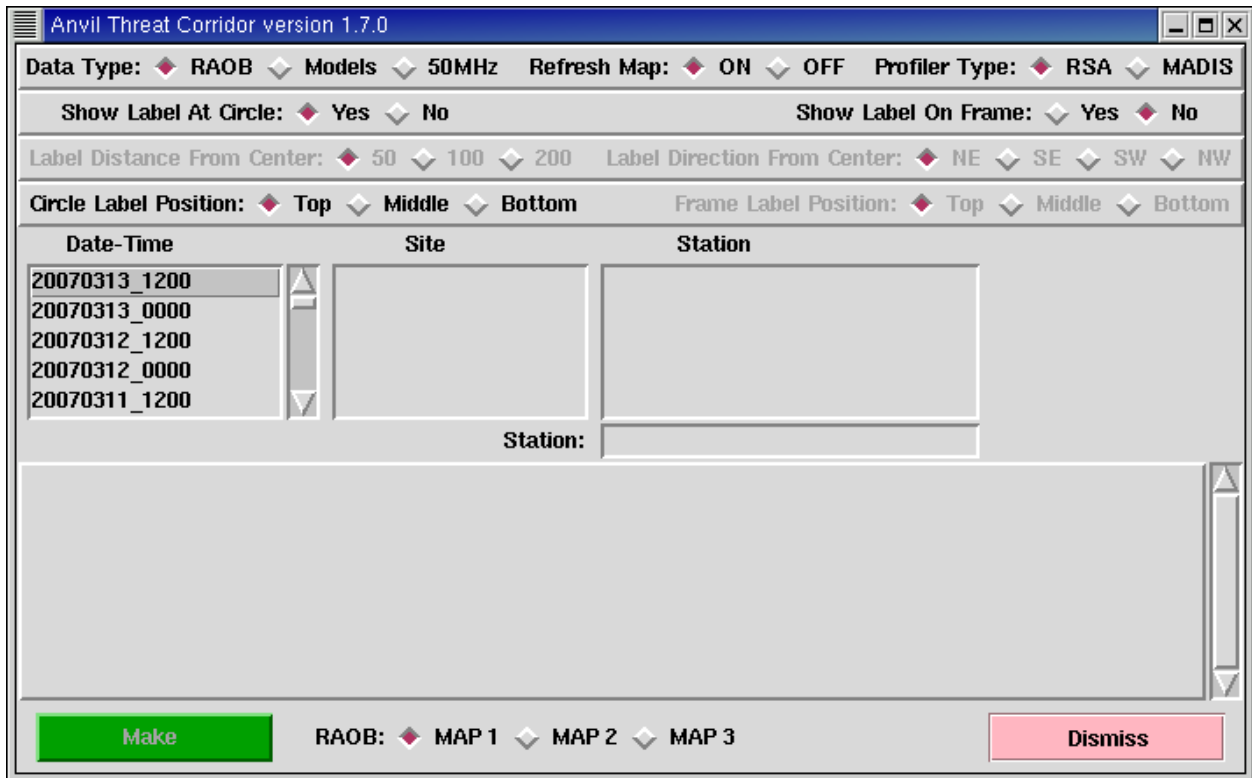 Anvil Threat Corridor version 1.7.0
Data Type: RAOB Models 50MHz Refresh Map: ON OFF Profiler Type: RSA MADIS
Show Label At Circle: Yes No Show Label On Frame: Yes No
Label Distance From Center: 50 100 200 Label Direction From Center: NE SE SW NW
Circle Label Position: Top Middle Bottom Frame Label Position: Top Middle Bottom
Date-Time Site Station
20070313_1200
20070313_0000
20070312_1200
20070312_0000
20070311_1200
Station:
Make RAOB: MAP 1 MAP 2 MAP 3 Dismiss